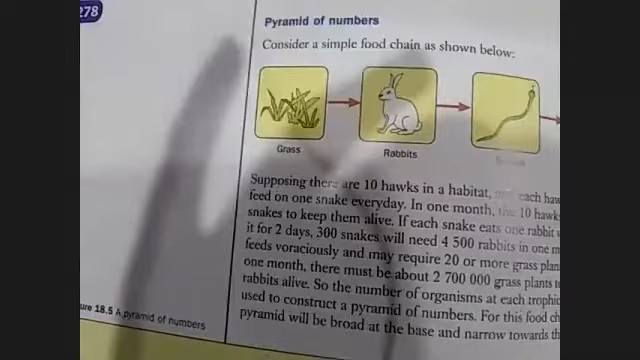 278
Pyramid of numbers
Consider a simple food chain as shown below:
Grass
Rabbits
Supposing there are 10 hawks in a habitat, each haw
feed on one snake everyday. In one month, the 10 hawk
snakes to keep them alive. If each snake eats one rabbit
it for 2 days, 300 snakes will need 4 500 rabbits in one m
feeds voraciously and may require 20 or more grass plan
one month, there must be about 2 700 000 grass plants t
rabbits alive. So the number of organisms at each trophic
used to construct a pyramid of numbers. For this food ch
pyramid will be broad at the base and narrow towards th
ure 18.5 A pyramid of numbers